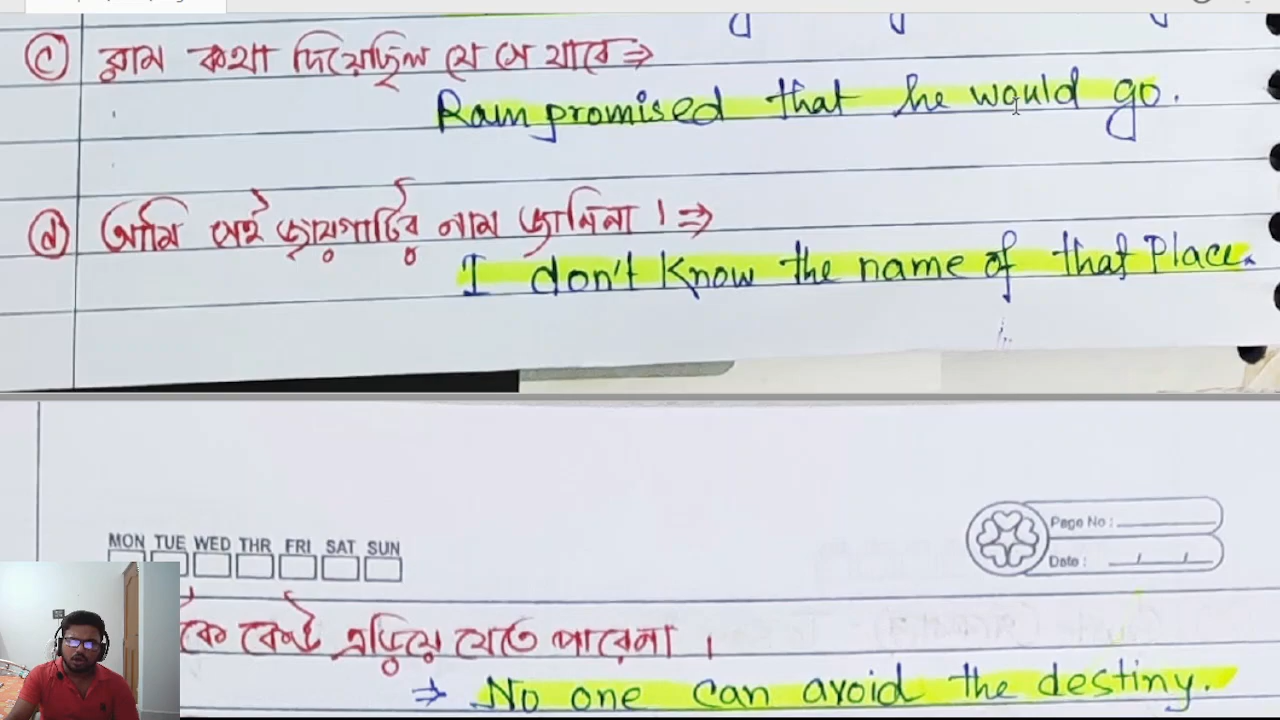 c রাম কথা দিয়েছিল যে সে যাবে ⇒
Ram promised that he would go.
d আমি সেই জায়গাটির নাম জানিনা । ⇒
I don't know the name of that Place.
Page No :
MON TUE WED THR FRI SAT SUN
Date :
কে কেউই এড়িয়ে যেতে পারেনা ।
⇒ No one can avoid the destiny.